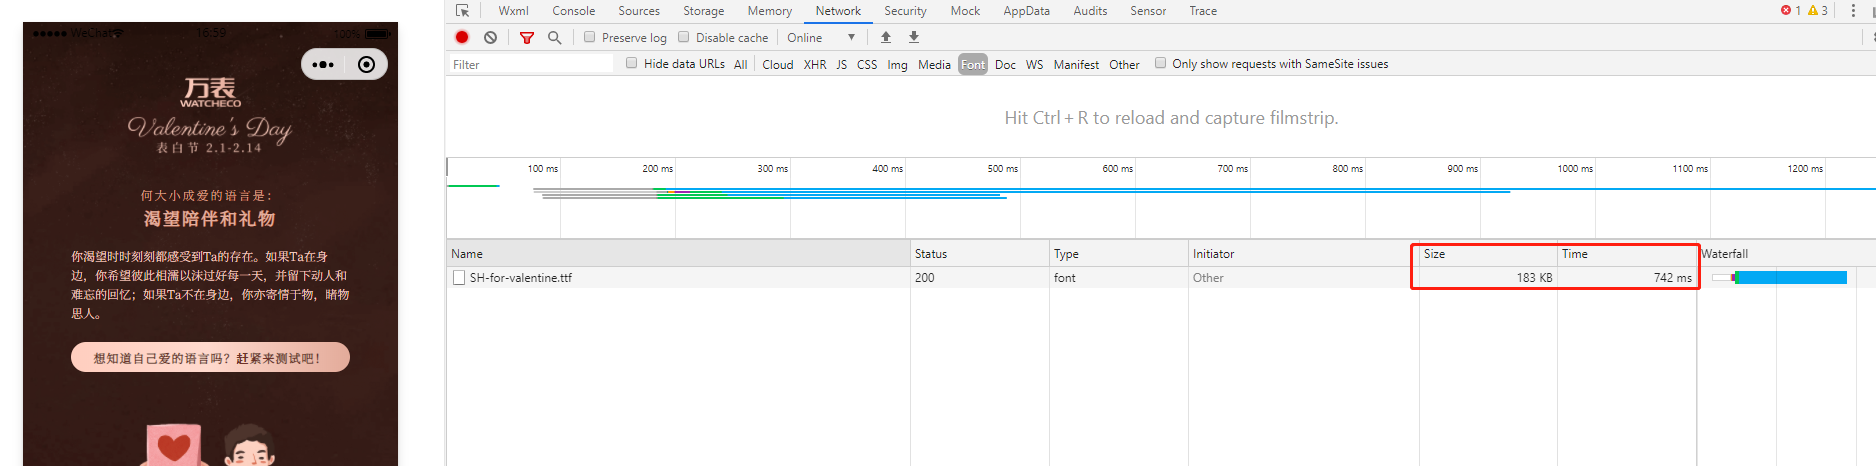 WeChat 16:59 100%
万表
WATCHECO
Valentine's Day
表白节 2.1-2.14
何大小成爱的语言是：
渴望陪伴和礼物
你渴望时时刻刻都感受到Ta的存在。如果Ta在身
边，你希望彼此相濡以沫过好每一天，并留下动人和
难忘的回忆；如果Ta不在身边，你亦寄情于物，睹物
思人。
想知道自己爱的语言吗？赶紧来测试吧！
Wxml Console Sources Storage Memory Network Security Mock AppData Audits Sensor Trace 1 3
Preserve log Disable cache Online
Filter Hide data URLs All Cloud XHR JS CSS Img Media Font Doc WS Manifest Other Only show requests with SameSite issues
Hit Ctrl + R to reload and capture filmstrip.
100 ms 200 ms 300 ms 400 ms 500 ms 600 ms 700 ms 800 ms 900 ms 1000 ms 1100 ms 1200 ms
Name Status Type Initiator Size Time Waterfall
SH-for-valentine.ttf 200 font Other 183 KB 742 ms